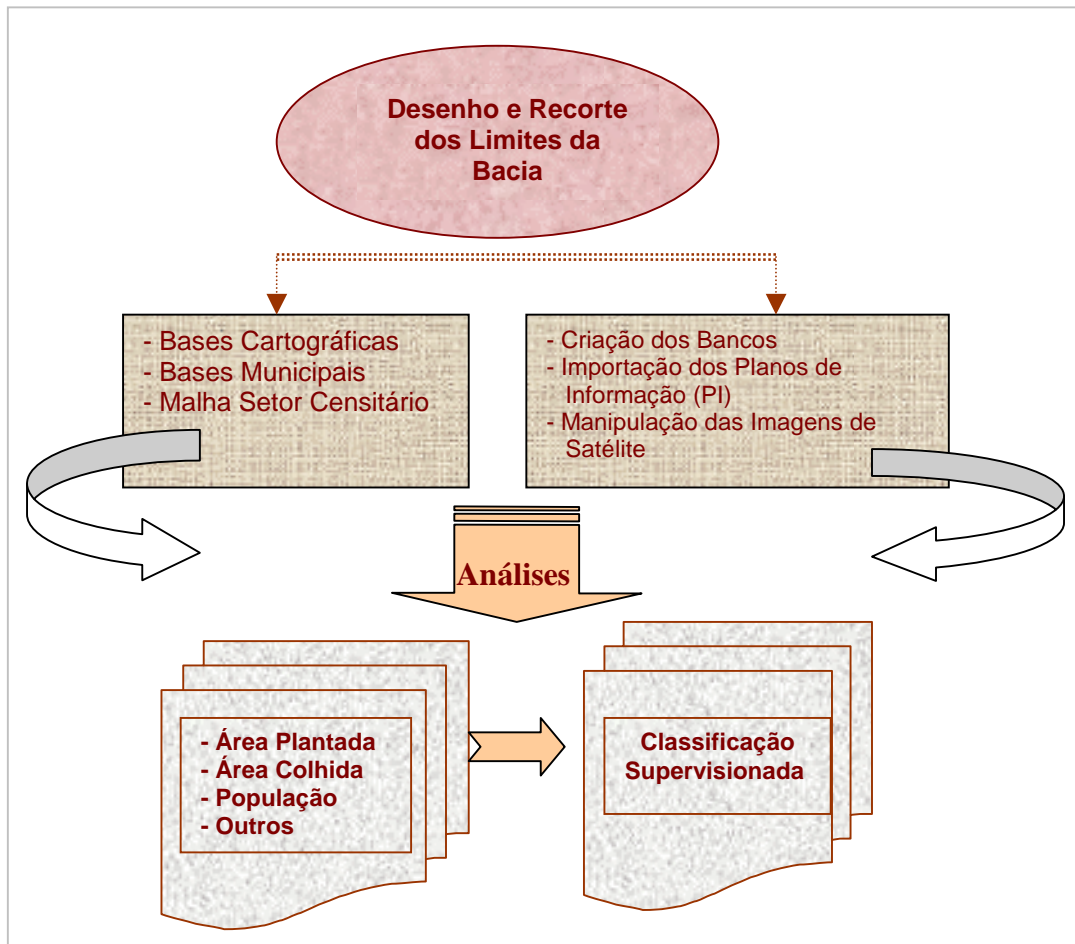 Desenho e Recorte
dos Limites da
Bacia
- Bases Cartográficas
- Bases Municipais
- Malha Setor Censitário
- Criação dos Bancos
- Importação dos Planos de
Informação (PI)
- Manipulação das Imagens de
Satélite
Análises
- Área Plantada
- Área Colhida
- População
- Outros
Classificação
Supervisionada